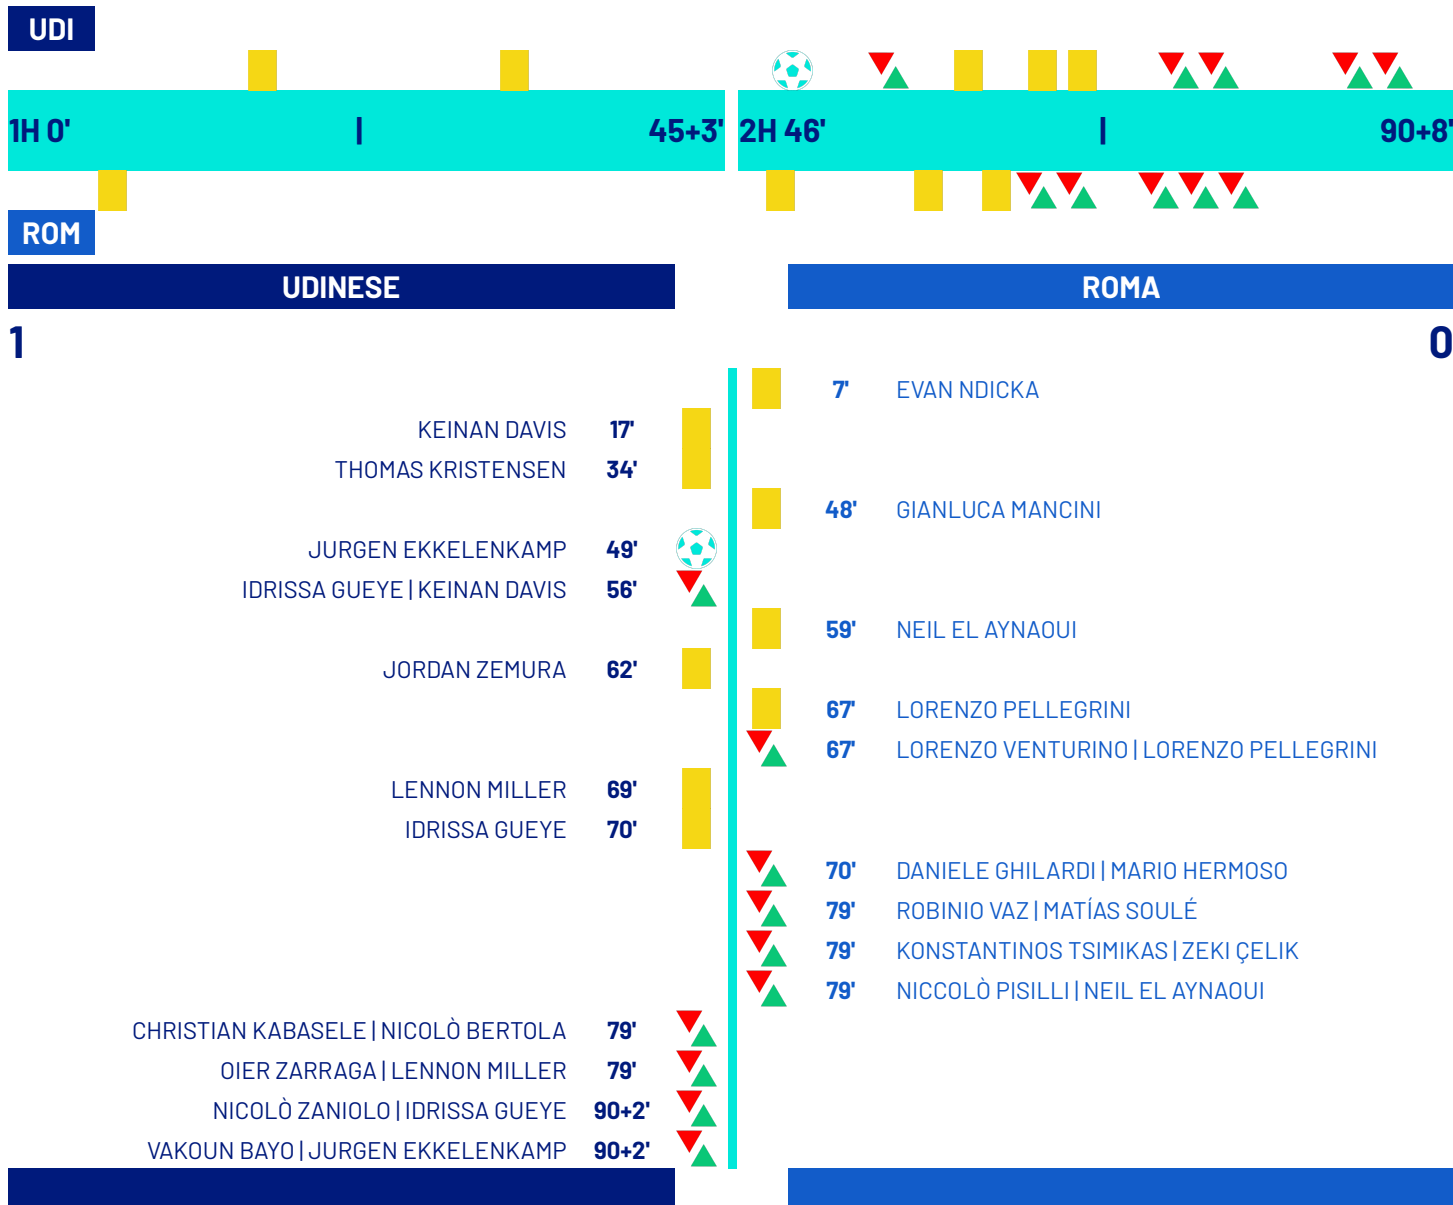 UDI
1H 0' | 45+3' 2H 46' | 90+8'
ROM
UDINESE ROMA
1 0
7' EVAN NDICKA
KEINAN DAVIS 17'
THOMAS KRISTENSEN 34'
48' GIANLUCA MANCINI
JURGEN EKKELENKAMP 49'
IDRISSA GUEYE | KEINAN DAVIS 56'
59' NEIL EL AYNAOUI
JORDAN ZEMURA 62'
67' LORENZO PELLEGRINI
67' LORENZO VENTURINO | LORENZO PELLEGRINI
LENNON MILLER 69'
IDRISSA GUEYE 70'
70' DANIELE GHILARDI | MARIO HERMOSO
79' ROBINIO VAZ | MATÍAS SOULÉ
79' KONSTANTINOS TSIMIKAS | ZEKI ÇELIK
79' NICCOLÒ PISILLI | NEIL EL AYNAOUI
CHRISTIAN KABASELE | NICOLÒ BERTOLA 79'
OIER ZARRAGA | LENNON MILLER 79'
NICOLÒ ZANIOLO | IDRISSA GUEYE 90+2'
VAKOUN BAYO | JURGEN EKKELENKAMP 90+2'